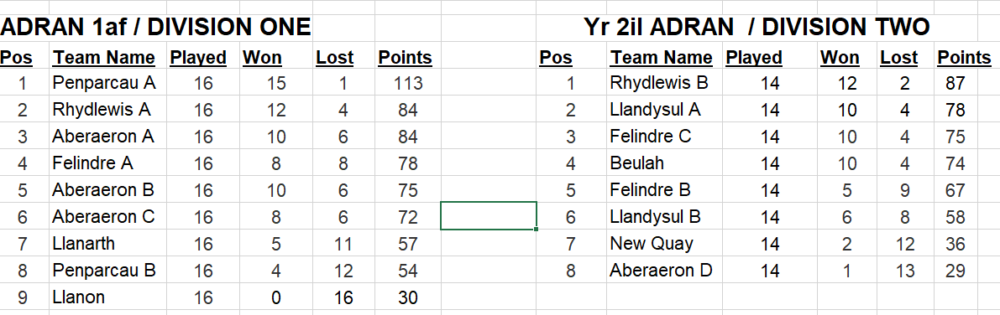 ADRAN 1af / DIVISION ONE
Pos Team Name Played Won Lost Points
1 Penparcau A 16 15 1 113
2 Rhydlewis A 16 12 4 84
3 Aberaeron A 16 10 6 84
4 Felindre A 16 8 8 78
5 Aberaeron B 16 10 6 75
6 Aberaeron C 16 8 6 72
7 Llanarth 16 5 11 57
8 Penparcau B 16 4 12 54
9 Llanon 16 0 16 30
Yr 2il ADRAN / DIVISION TWO
Pos Team Name Played Won Lost Points
1 Rhydlewis B 14 12 2 87
2 Llandysul A 14 10 4 78
3 Felindre C 14 10 4 75
4 Beulah 14 10 4 74
5 Felindre B 14 5 9 67
6 Llandysul B 14 6 8 58
7 New Quay 14 2 12 36
8 Aberaeron D 14 1 13 29